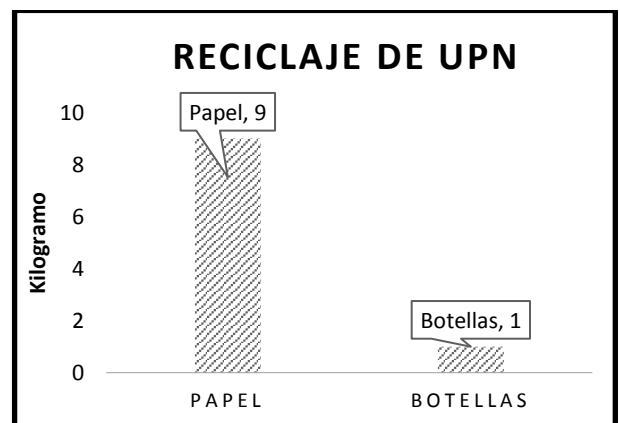 RECICLAJE DE UPN
Kilogramo
10
8
6
4
2
0
Papel, 9
Botellas, 1
PAPEL
BOTELLAS